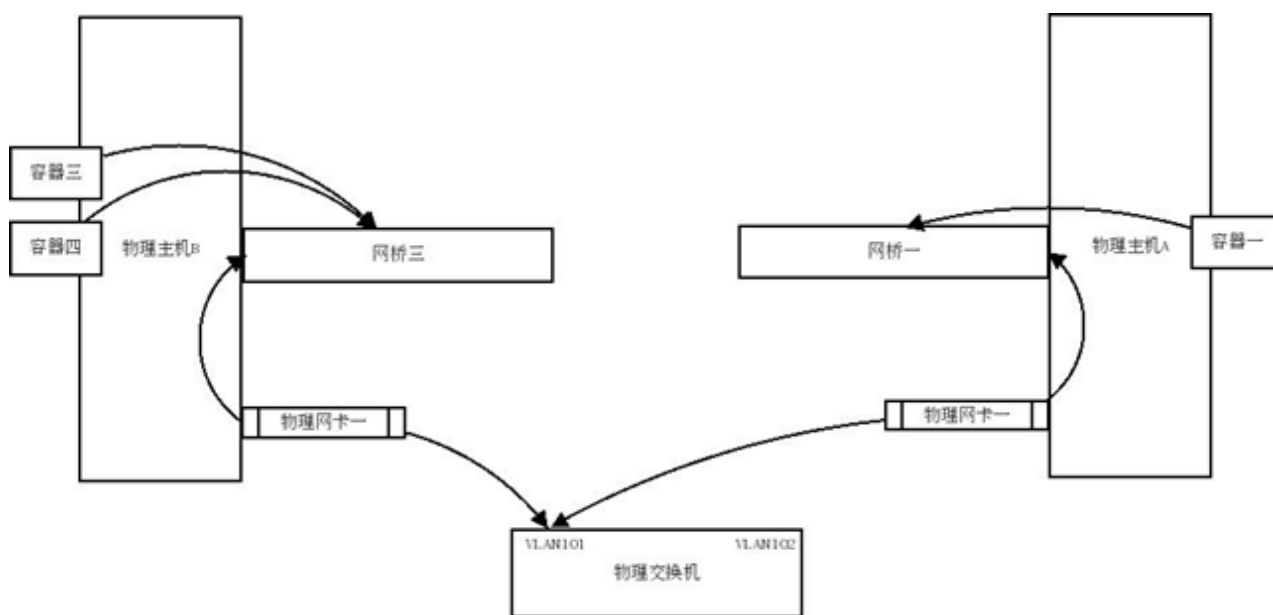 容器三
容器四
物理主机B
网桥三
网桥一
物理主机A
容器一
物理网卡一
物理网卡一
VLAN101
VLAN102
物理交换机